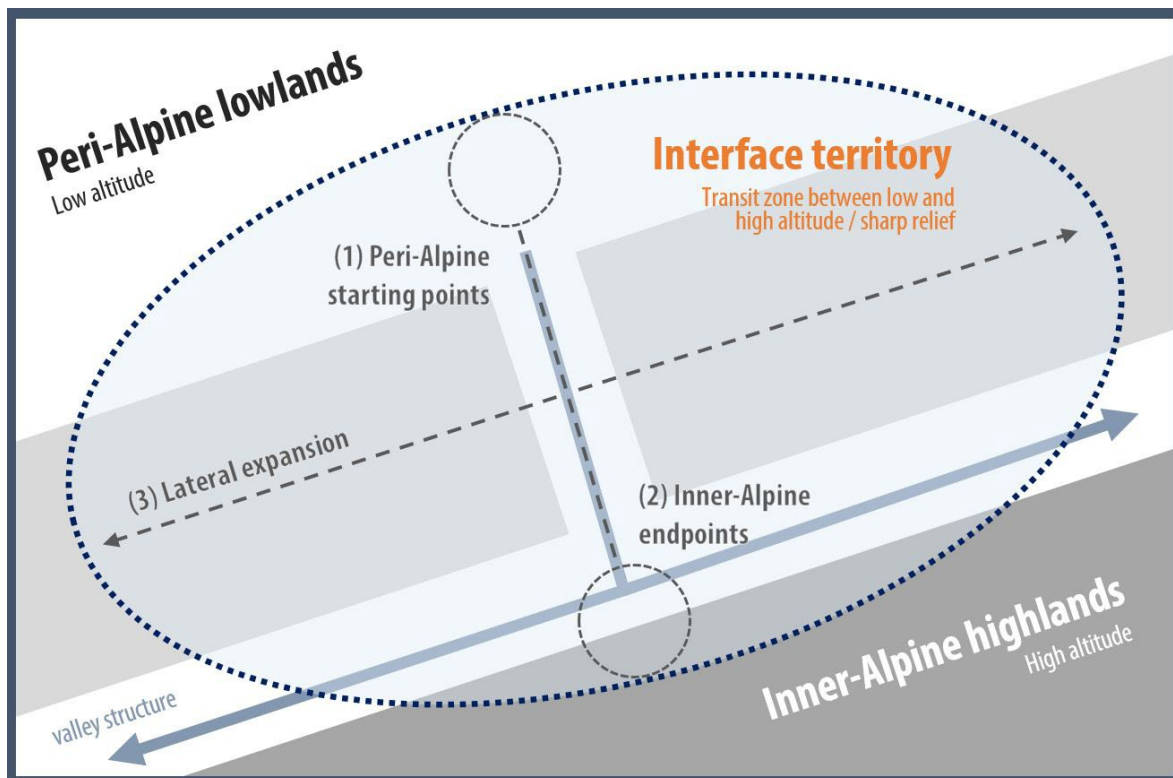 Peri-Alpine lowlands
Low altitude
Interface territory
Transit zone between low and
high altitude / sharp relief
(1) Peri-Alpine
starting points
(3) Lateral expansion
(2) Inner-Alpine
endpoints
valley structure
Inner-Alpine highlands
High altitude